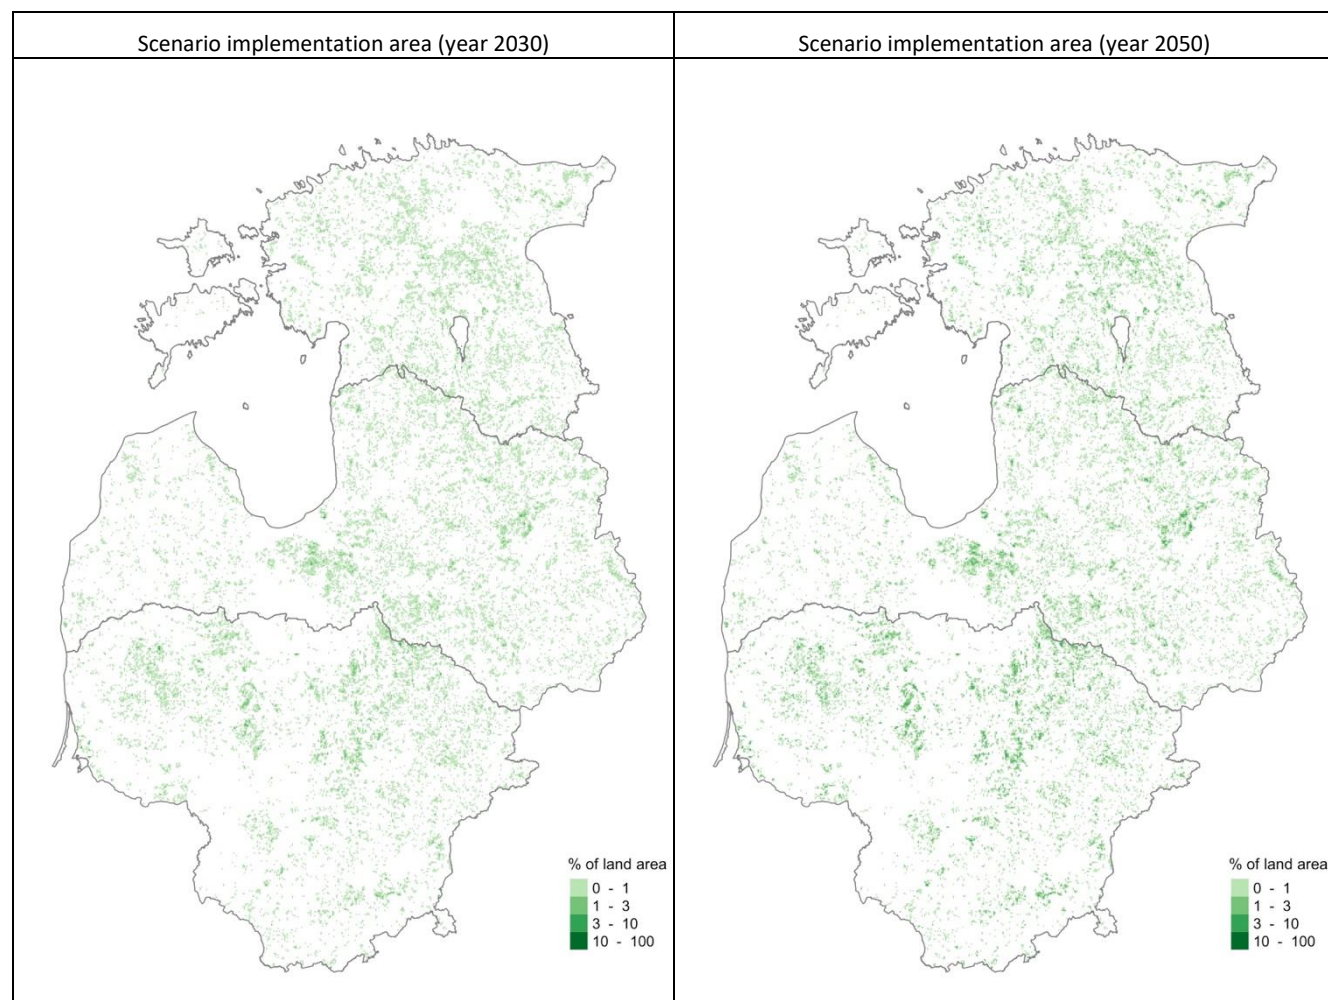 Scenario implementation area (year 2030)
Scenario implementation area (year 2050)
% of land area
0 - 1
1 - 3
3 - 10
10 - 100
% of land area
0 - 1
1 - 3
3 - 10
10 - 100